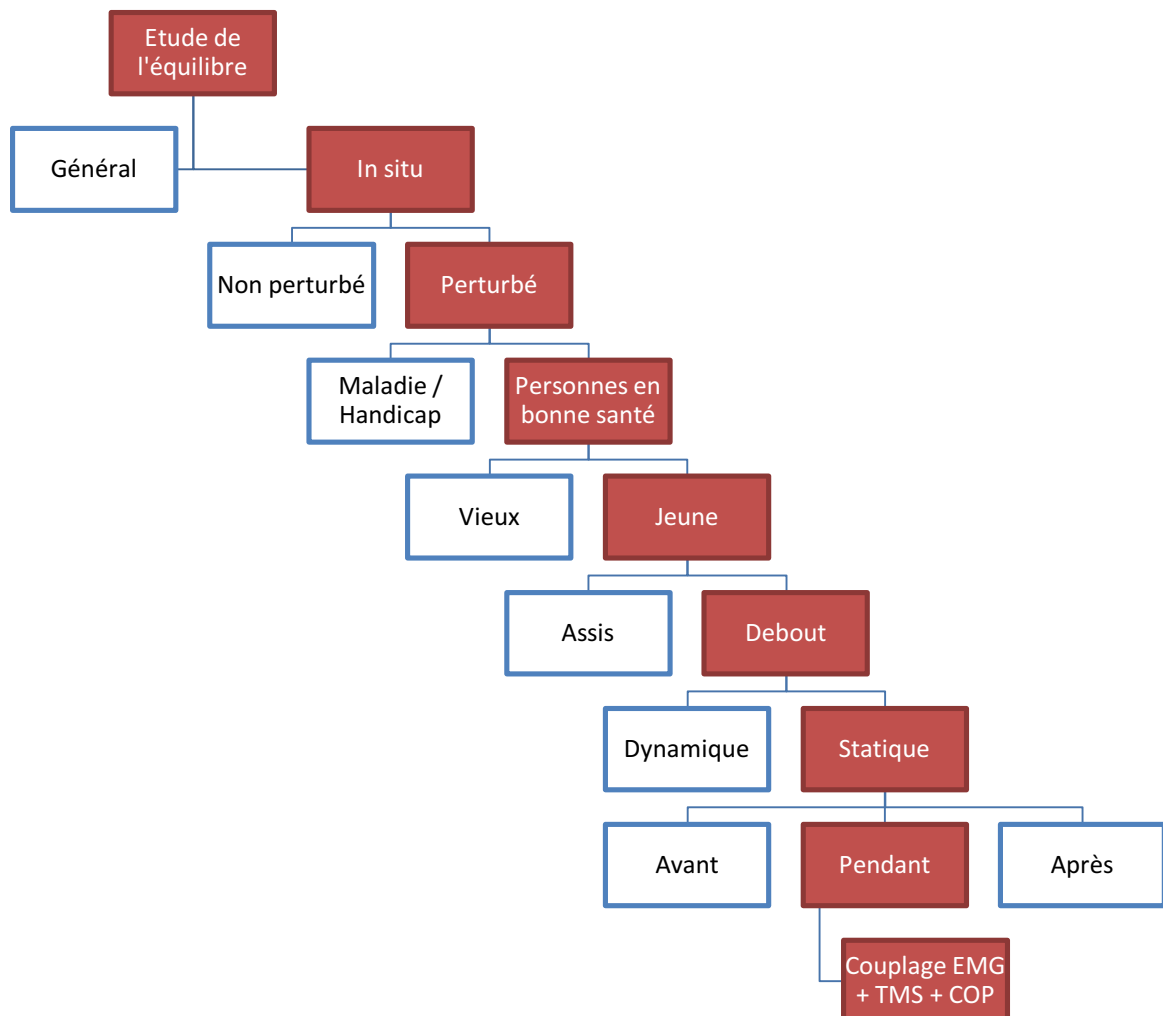 Etude de
l'équilibre
Général
In situ
Non perturbé
Perturbé
Maladie /
Handicap
Personnes en
bonne santé
Vieux
Jeune
Assis
Debout
Dynamique
Statique
Avant
Pendant
Après
Couplage EMG
+ TMS + COP